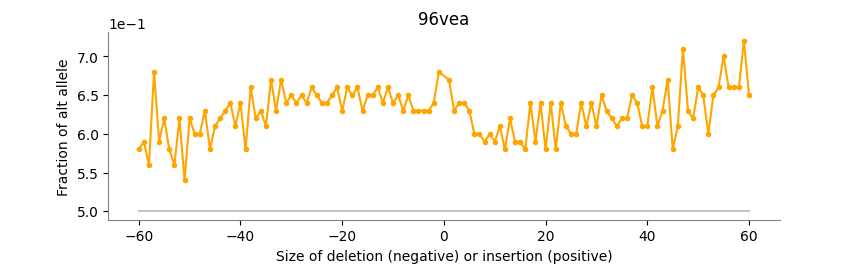 96vea
1e−1
Fraction of alt allele
7.0
6.5
6.0
5.5
5.0
−60 −40 −20 0 20 40 60
Size of deletion (negative) or insertion (positive)